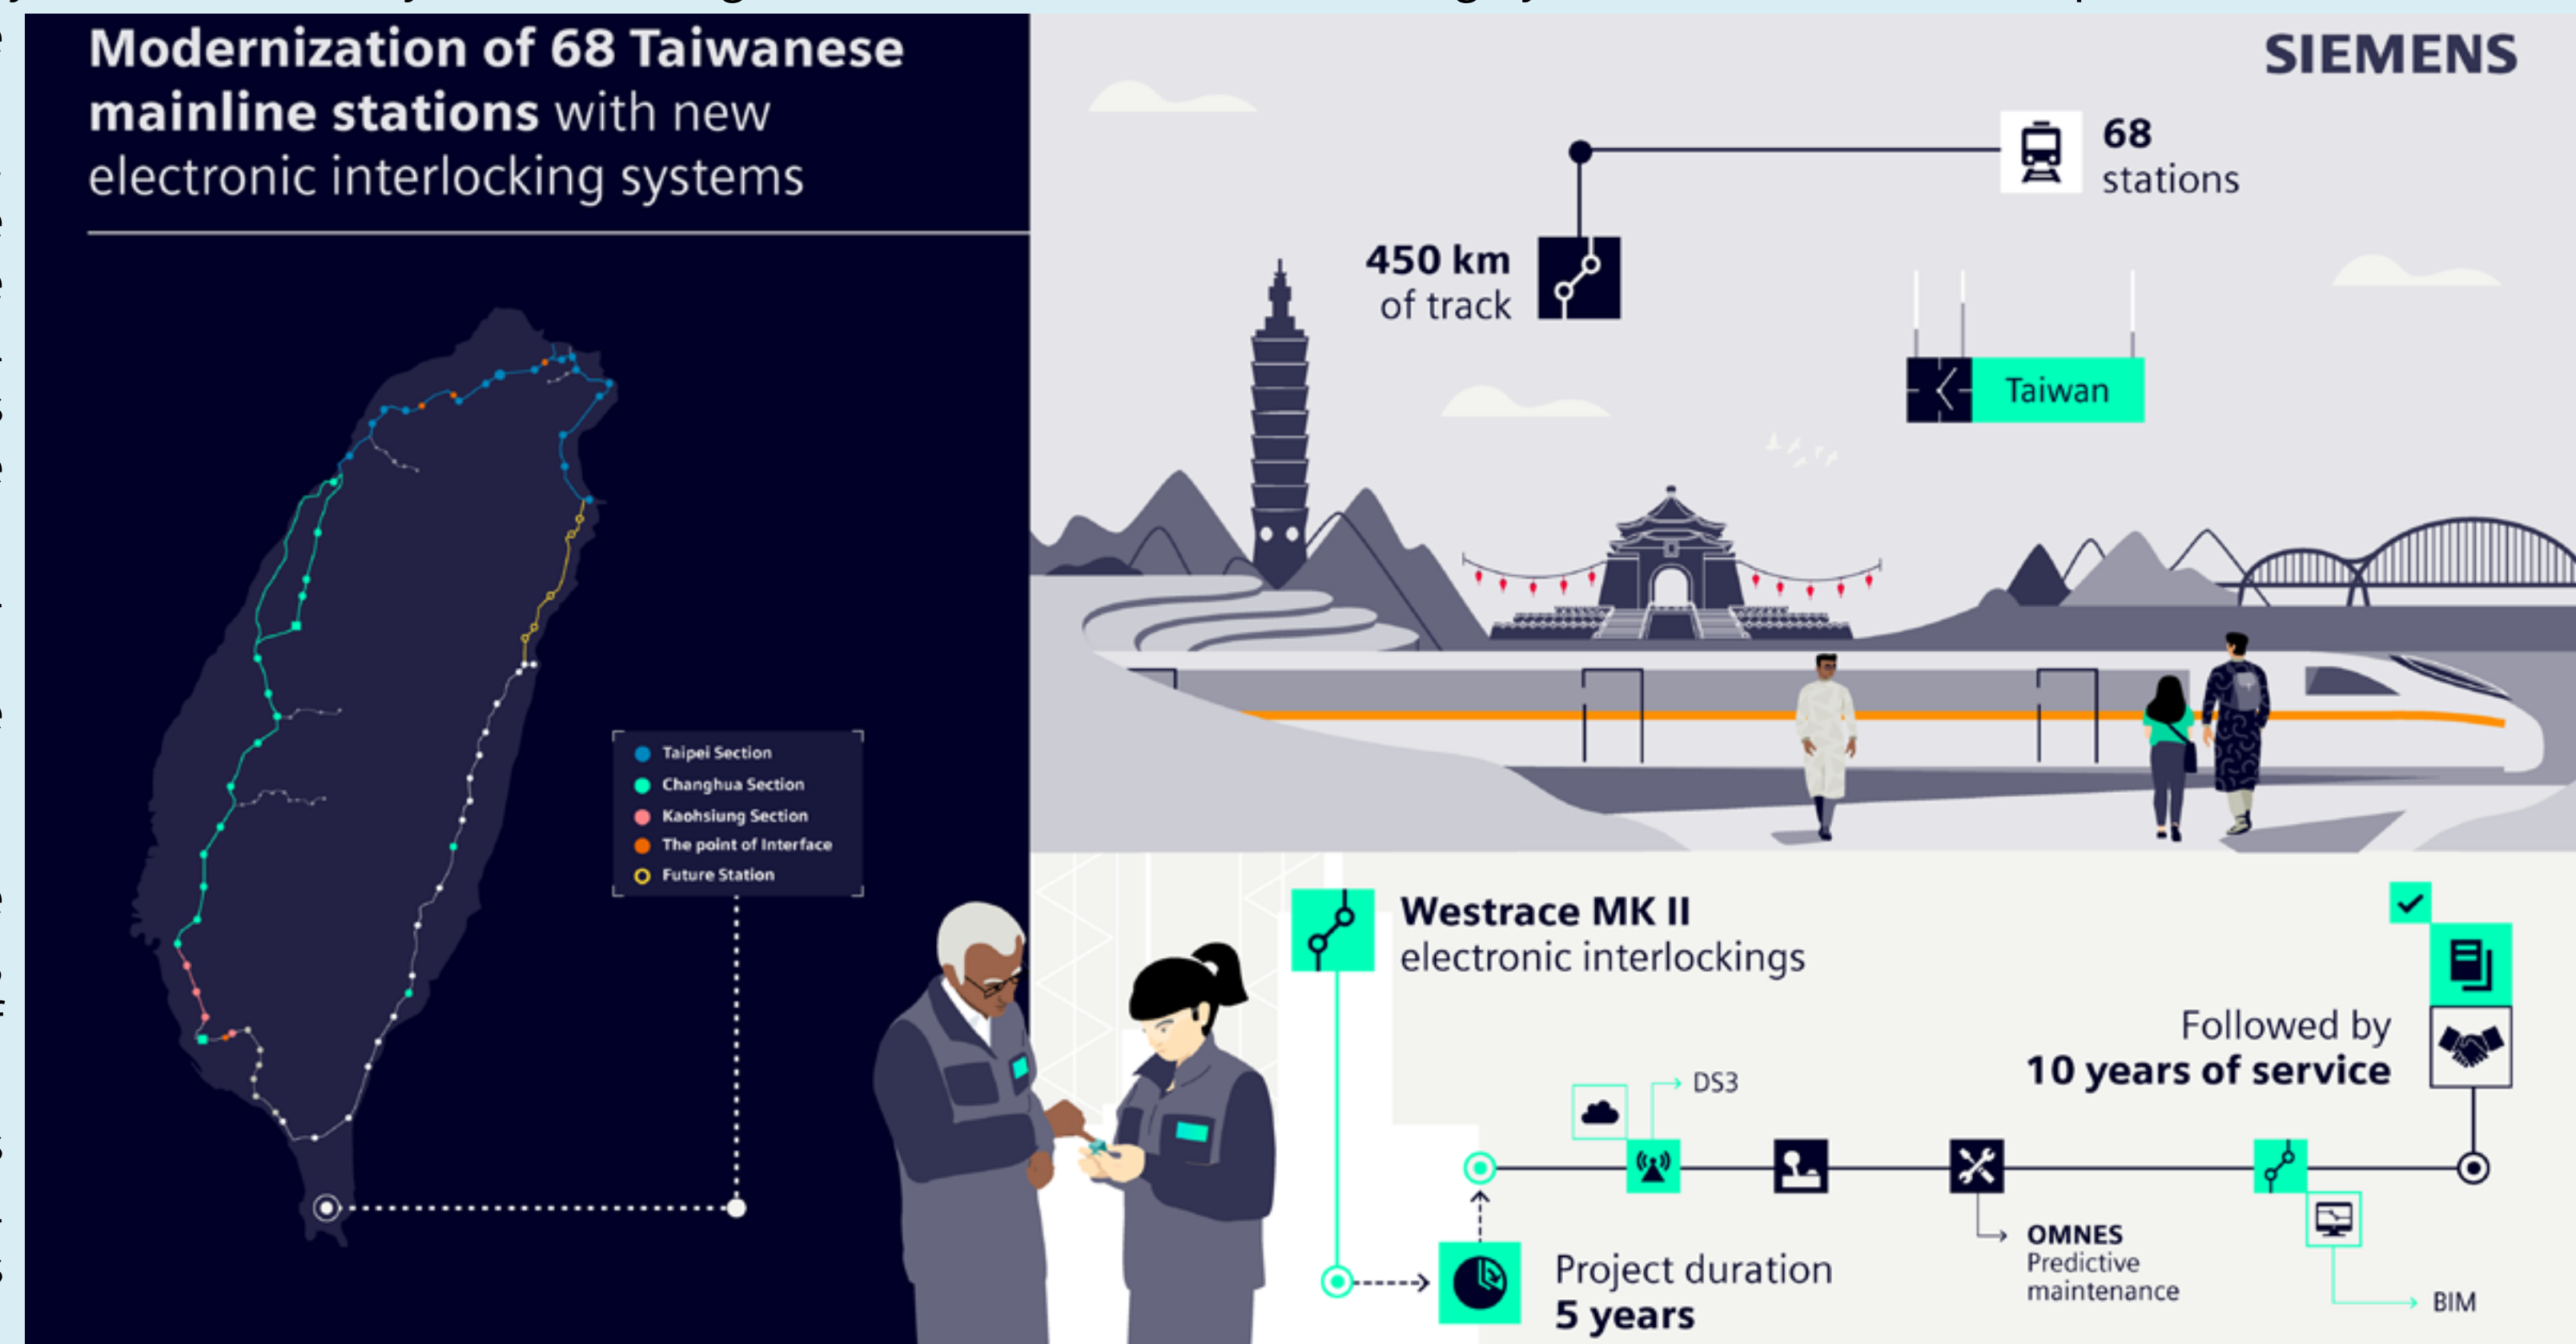 Modernization of 68 Taiwanese
mainline stations with new
electronic interlocking systems
Taipei Section
Changhua Section
Kaohsiung Section
The point of Interface
Future Station
SIEMENS
68
stations
450 km
of track
Taiwan
Westrace MK II
electronic interlockings
Followed by
10 years of service
DS3
OMNES
Predictive
maintenance
BIM
Project duration
5 years